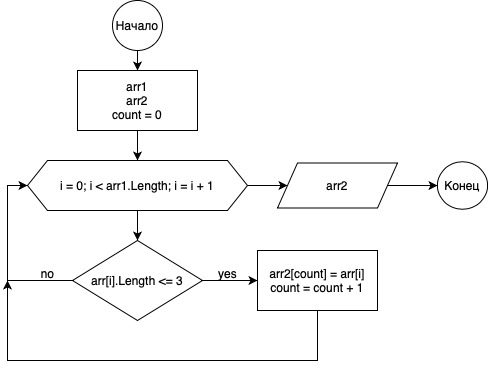 Начало
arr1
arr2
count = 0
i = 0; i < arr1.Length; i = i + 1
arr2
Конец
no
arr[i].Length <= 3
yes
arr2[count] = arr[i]
count = count + 1